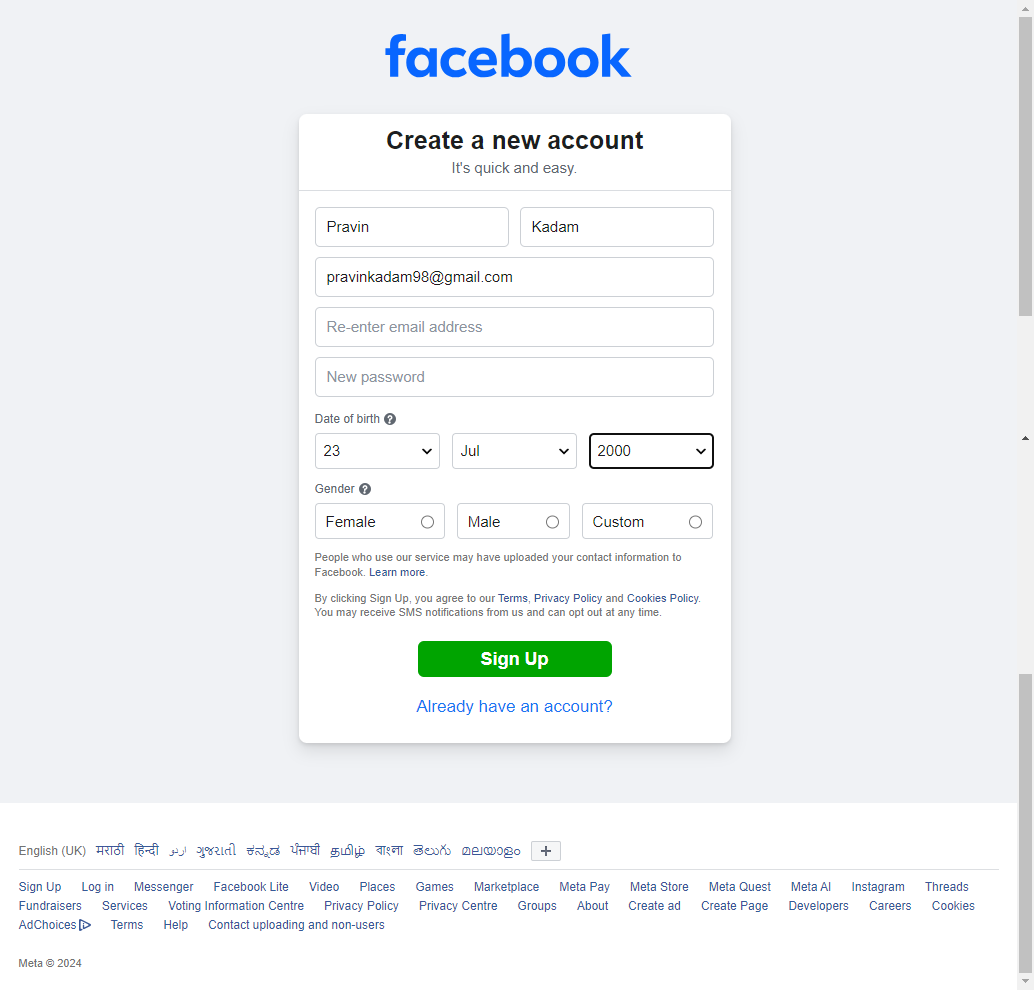 facebook
Create a new account
It's quick and easy.
Pravin Kadam
pravinkadam98@gmail.com
Re-enter email address
New password
Date of birth ?
23 Jul 2000
Gender ?
Female Male Custom
People who use our service may have uploaded your contact information to
Facebook. Learn more.
By clicking Sign Up, you agree to our Terms, Privacy Policy and Cookies Policy.
You may receive SMS notifications from us and can opt out at any time.
Sign Up
Already have an account?
English (UK) मराठी हिन्दी اردو ગુજરાતી ಕನ್ನಡ ਪੰਜਾਬੀ தமிழ் বাংলা తెలుగు മലയാളം +
Sign Up Log in Messenger Facebook Lite Video Places Games Marketplace Meta Pay Meta Store Meta Quest Meta AI Instagram Threads
Fundraisers Services Voting Information Centre Privacy Policy Privacy Centre Groups About Create ad Create Page Developers Careers Cookies
AdChoices Terms Help Contact uploading and non-users
Meta © 2024